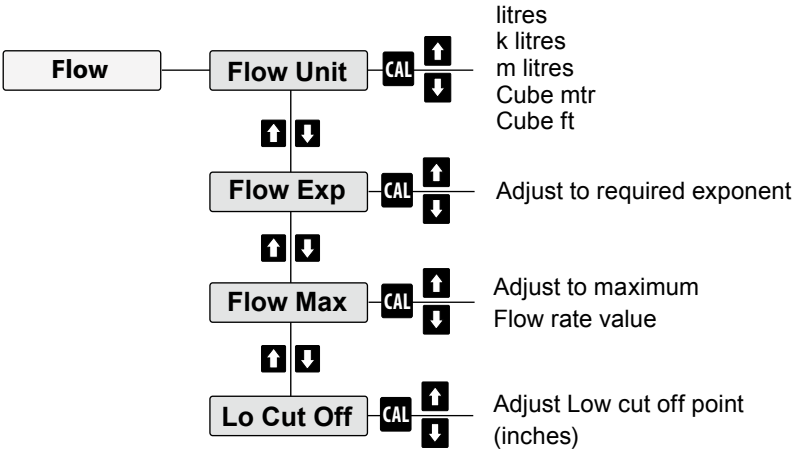 Flow
Flow Unit
CAL
litres
k litres
m litres
Cube mtr
Cube ft
Flow Exp
CAL
Adjust to required exponent
Flow Max
CAL
Adjust to maximum
Flow rate value
Lo Cut Off
CAL
Adjust Low cut off point
(inches)